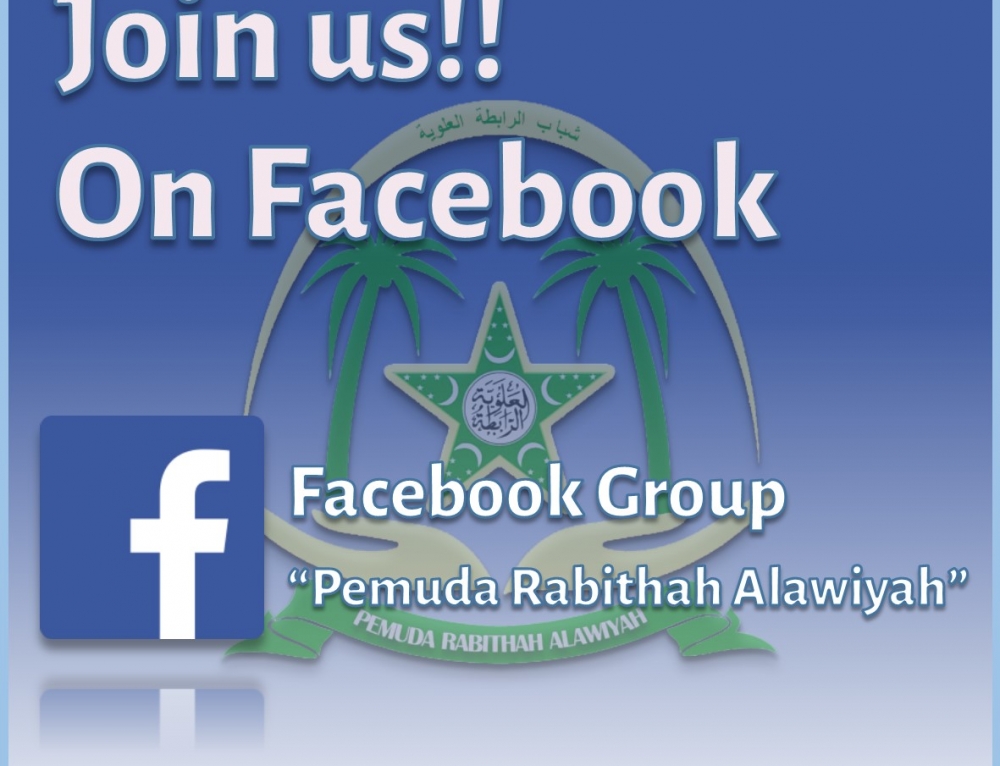 Join us!!
شباب الرابطة العلوية
On Facebook
العلوية
الرابطة
f
Facebook Group
“Pemuda Rabithah Alawiyah”
PEMUDA RABITHAH ALAWIYAH